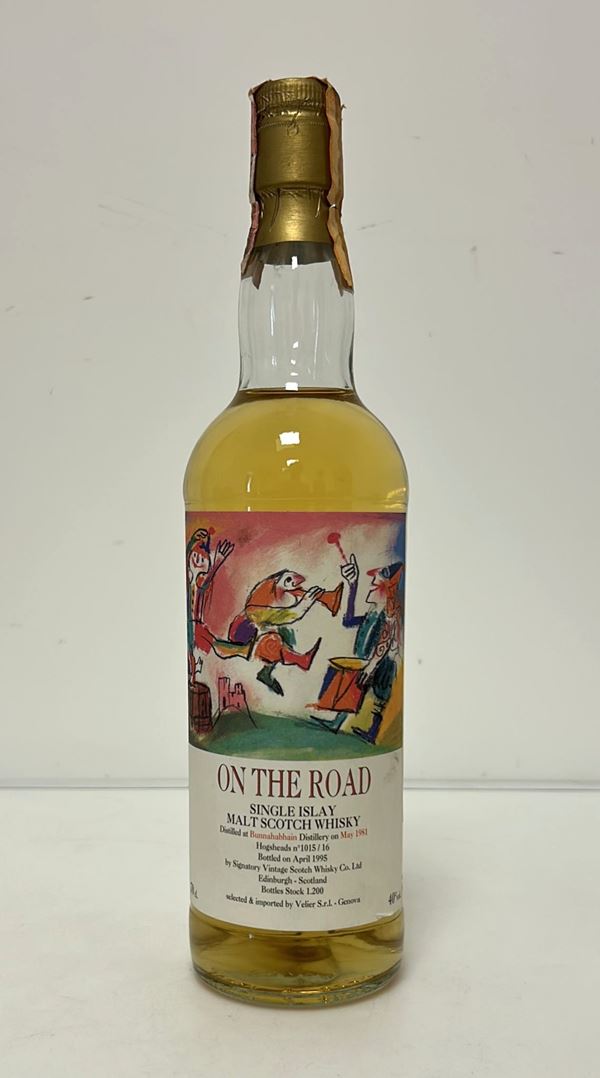 ON THE ROAD
SINGLE ISLAY
MALT SCOTCH WHISKY
Distilled at Bunnahabhain Distillery on May 1981
Hogsheads n°1015 / 16
Bottled on April 1995
by Signatory Vintage Scotch Whisky Co. Ltd
Edinburgh - Scotland
Bottles Stock 1.200
selected & imported by Velier S.r.l. - Genova
40°vol.